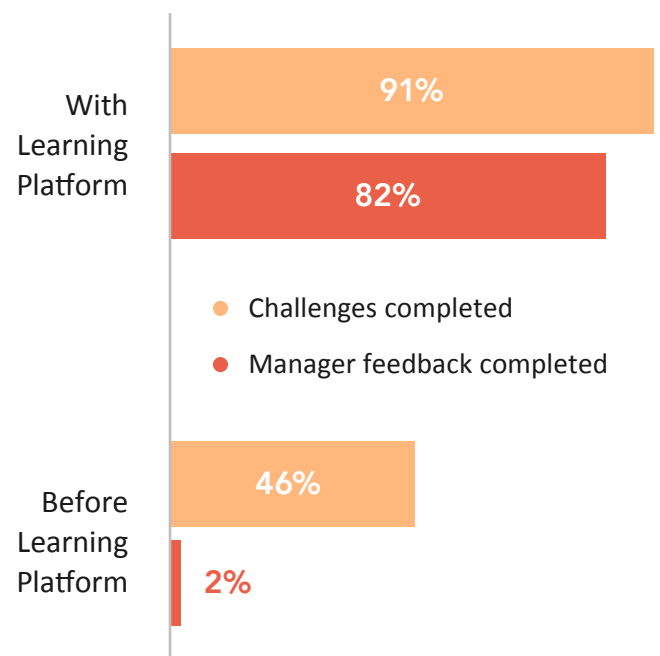 91%
With
Learning
Platform
82%
Challenges completed
Manager feedback completed
46%
Before
Learning
Platform
2%